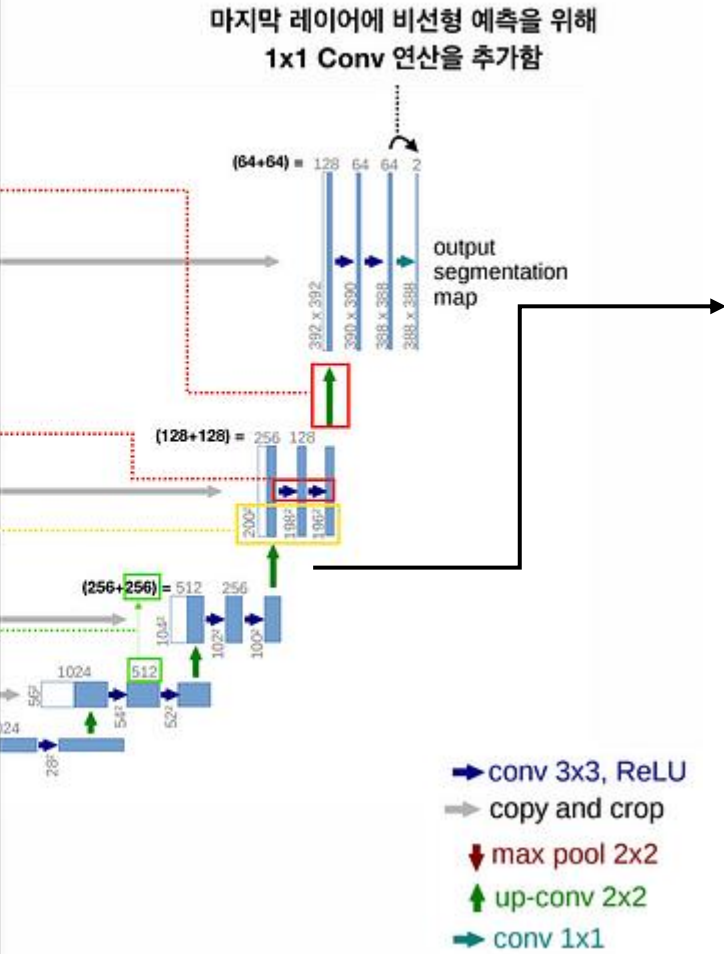 마지막 레이어에 비선형 예측을 위해
1x1 Conv 연산을 추가함
(64+64) = 128 64 64 2
392 x 392
390 x 390
388 x 388
388 x 388
output
segmentation
map
(128+128) = 256 128
200²
198²
196²
(256+256) = 512 256
104²
102²
100²
1024 512
56²
54²
52²
024
28²
conv 3x3, ReLU
copy and crop
max pool 2x2
up-conv 2x2
conv 1x1